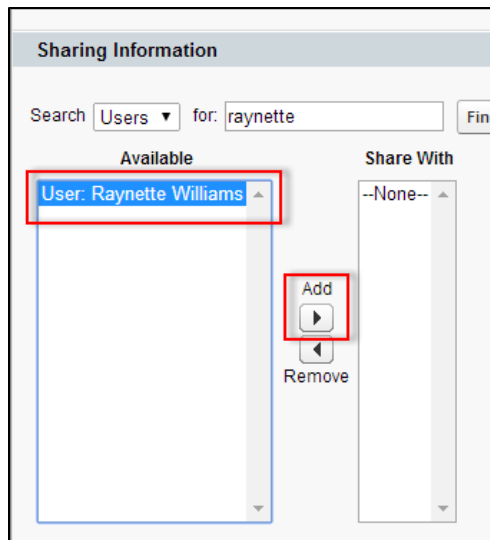 Sharing Information
Search Users for: raynette Fin
Available Share With
User: Raynette Williams --None--
Add
Remove